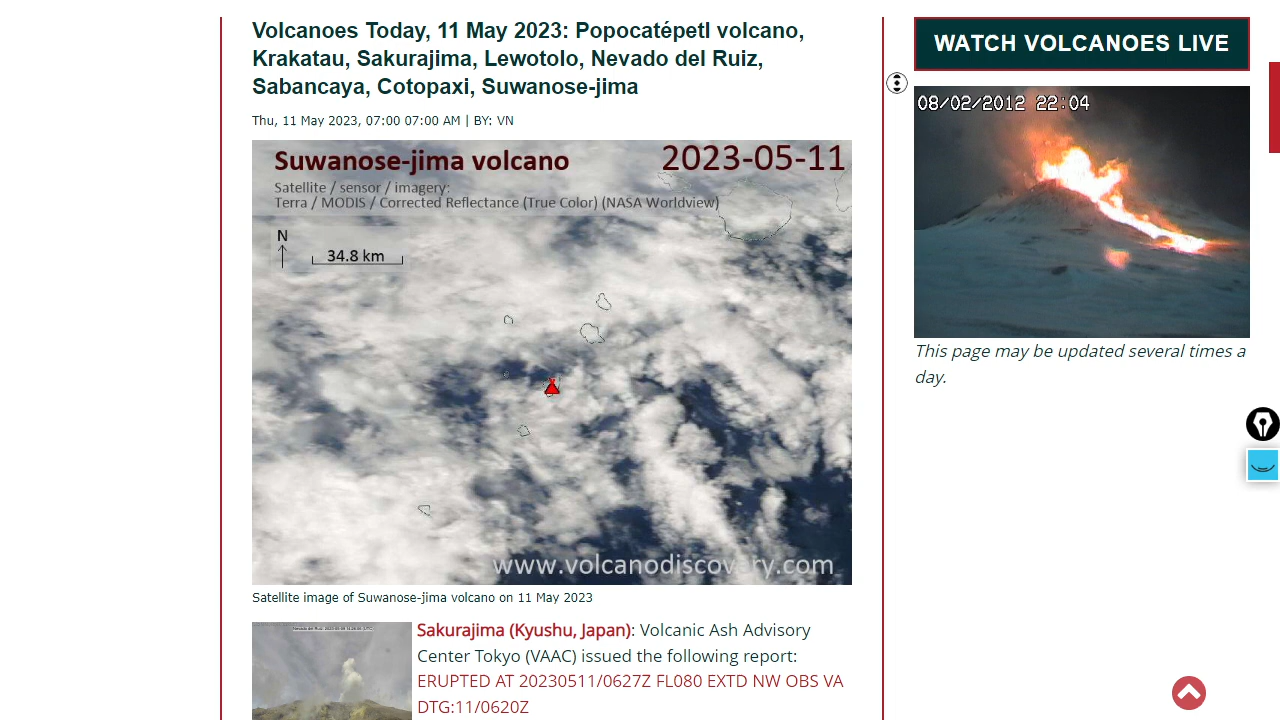 Volcanoes Today, 11 May 2023: Popocatépetl volcano,
Krakatau, Sakurajima, Lewotolo, Nevado del Ruiz,
Sabancaya, Cotopaxi, Suwanose-jima
Thu, 11 May 2023, 07:00 07:00 AM | BY: VN
Suwanose-jima volcano
2023-05-11
Satellite / sensor / imagery:
Terra / MODIS / Corrected Reflectance (True Color) (NASA Worldview)
N
34.8 km
www.volcanodiscovery.com
Satellite image of Suwanose-jima volcano on 11 May 2023
Sakurajima (Kyushu, Japan): Volcanic Ash Advisory
Center Tokyo (VAAC) issued the following report:
ERUPTED AT 20230511/0627Z FL080 EXTD NW OBS VA
DTG:11/0620Z
WATCH VOLCANOES LIVE
08/02/2012 22:04
This page may be updated several times a
day.